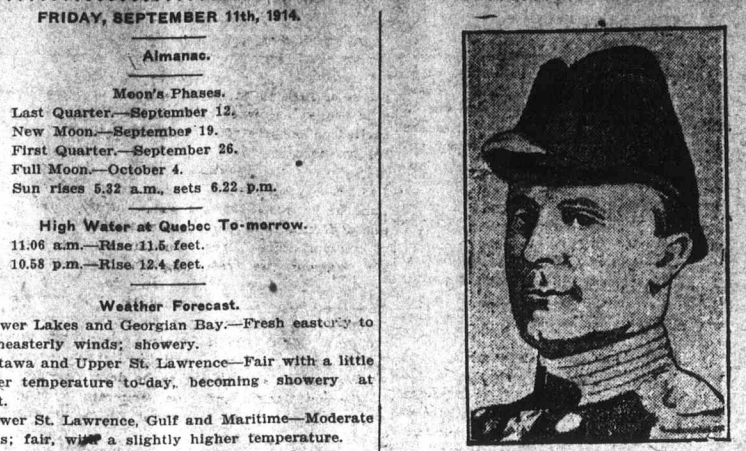 FRIDAY, SEPTEMBER 11th, 1914.
Almanac.
Moon's Phases.
Last Quarter.—September 12.
New Moon.—September 19.
First Quarter.—September 26.
Full Moon.—October 4.
Sun rises 5.32 a.m., sets 6.22 p.m.
High Water at Quebec To-morrow.
11.06 a.m.—Rise 11.5 feet.
10.58 p.m.—Rise 12.4 feet.
Weather Forecast.
wer Lakes and Georgian Bay.—Fresh easterly to
heasterly winds; showery.
tawa and Upper St. Lawrence—Fair with a little
er temperature to-day, becoming showery at
t.
wer St. Lawrence, Gulf and Maritime—Moderate
s; fair, with a slightly higher temperature.